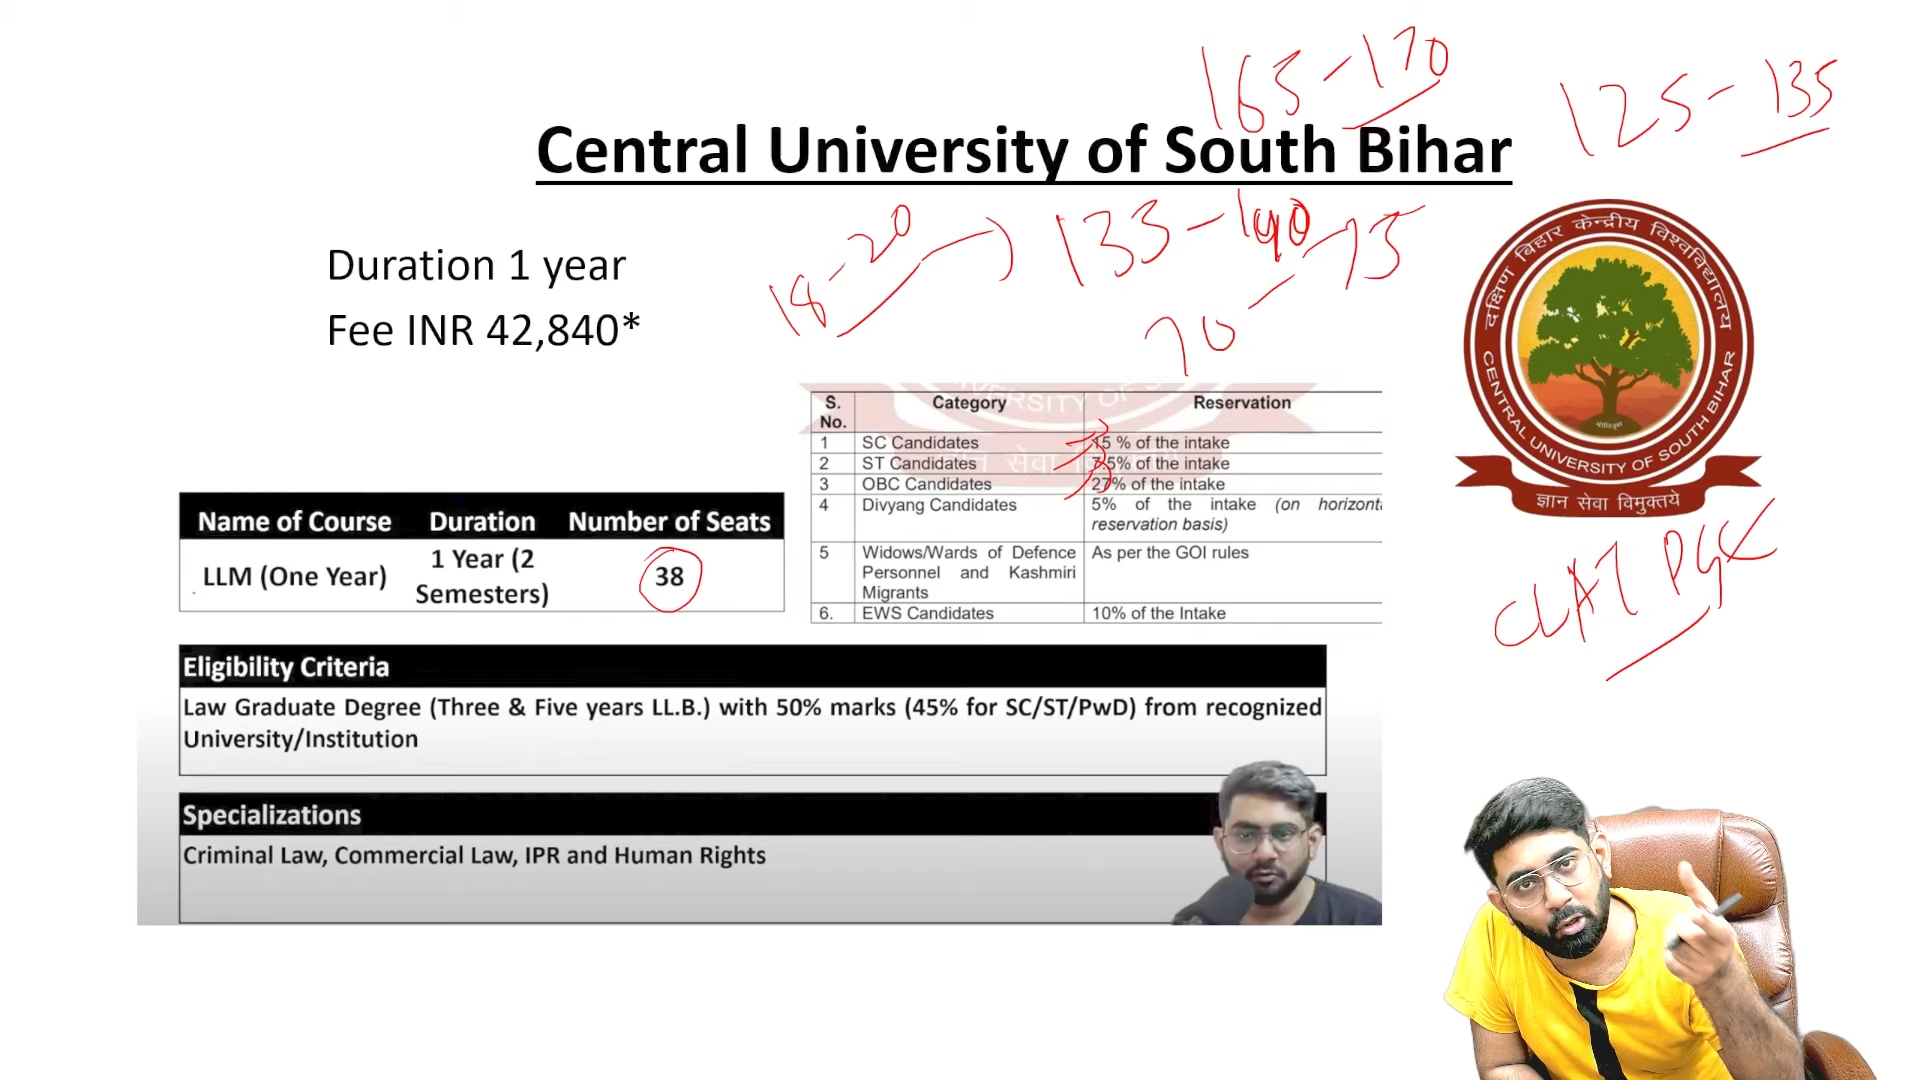 165-170
125-135
Central University of South Bihar
18-20
135-140
70-75
Duration 1 year
Fee INR 42,840*
S. No. Category Reservation
1 SC Candidates 15 % of the intake
2 ST Candidates 7.5% of the intake
3 OBC Candidates 27% of the intake
4 Divyang Candidates 5% of the intake (on horizont
reservation basis)
5 Widows/Wards of Defence As per the GOI rules
Personnel and Kashmiri
Migrants
6. EWS Candidates 10% of the Intake
Name of Course Duration Number of Seats
LLM (One Year) 1 Year (2 Semesters) 38
दक्षिण बिहार केन्द्रीय विश्वविद्यालय
CENTRAL UNIVERSITY OF SOUTH BIHAR
ज्ञान सेवा विमुक्तये
CLAT PG
Eligibility Criteria
Law Graduate Degree (Three & Five years LL.B.) with 50% marks (45% for SC/ST/PwD) from recognized
University/Institution
Specializations
Criminal Law, Commercial Law, IPR and Human Rights